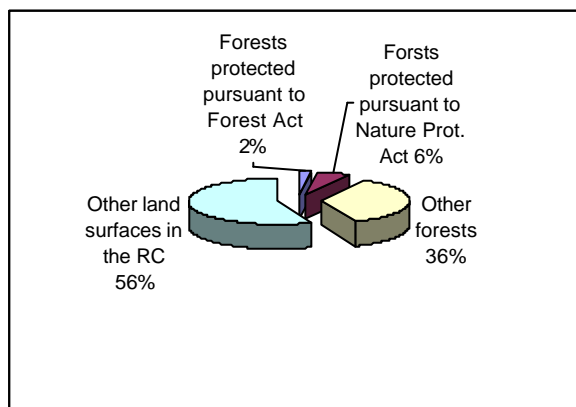 Forests
protected
pursuant to
Forest Act
2%
Forsts
protected
pursuant to
Nature Prot.
Act 6%
Other land
surfaces in
the RC
56%
Other
forests
36%